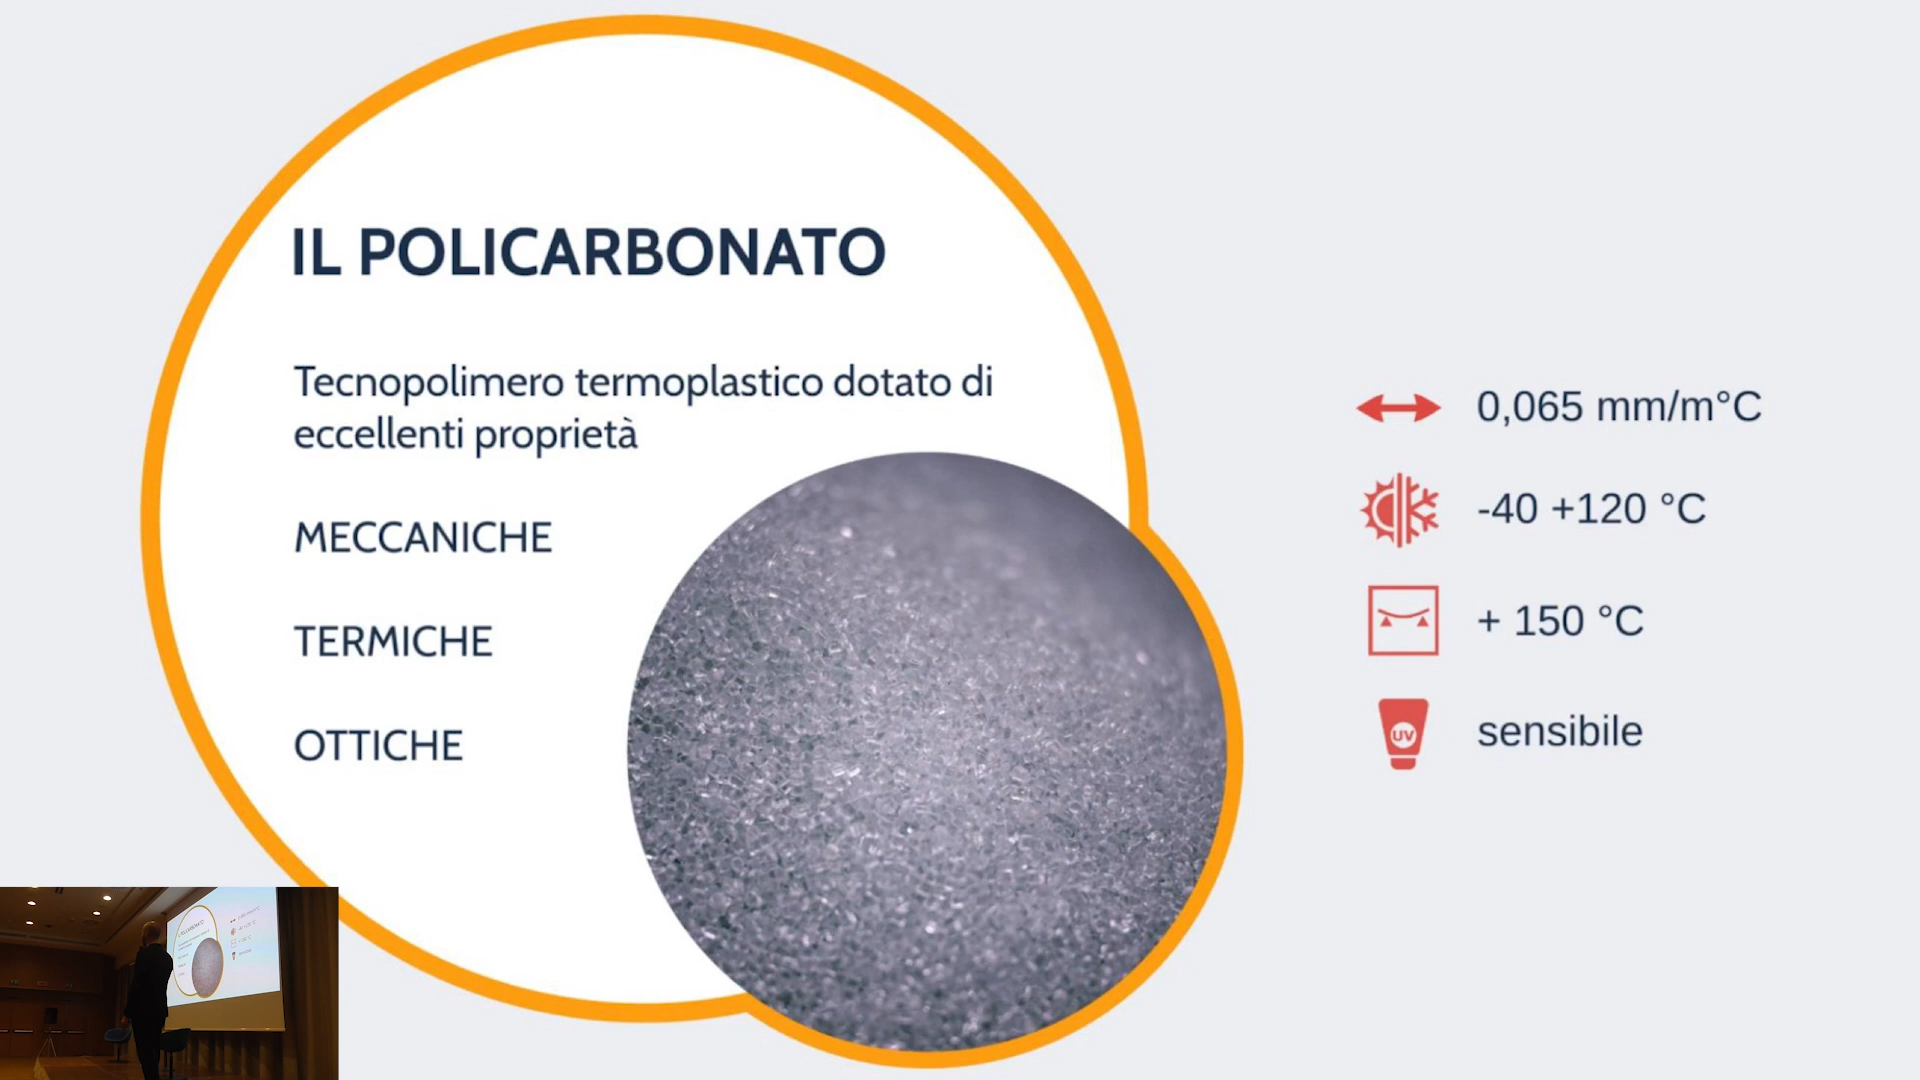 IL POLICARBONATO
Tecnopolimero termoplastico dotato di
eccellenti proprietà
MECCANICHE
TERMICHE
OTTICHE
0,065 mm/m°C
-40 +120 °C
+ 150 °C
UV
sensibile